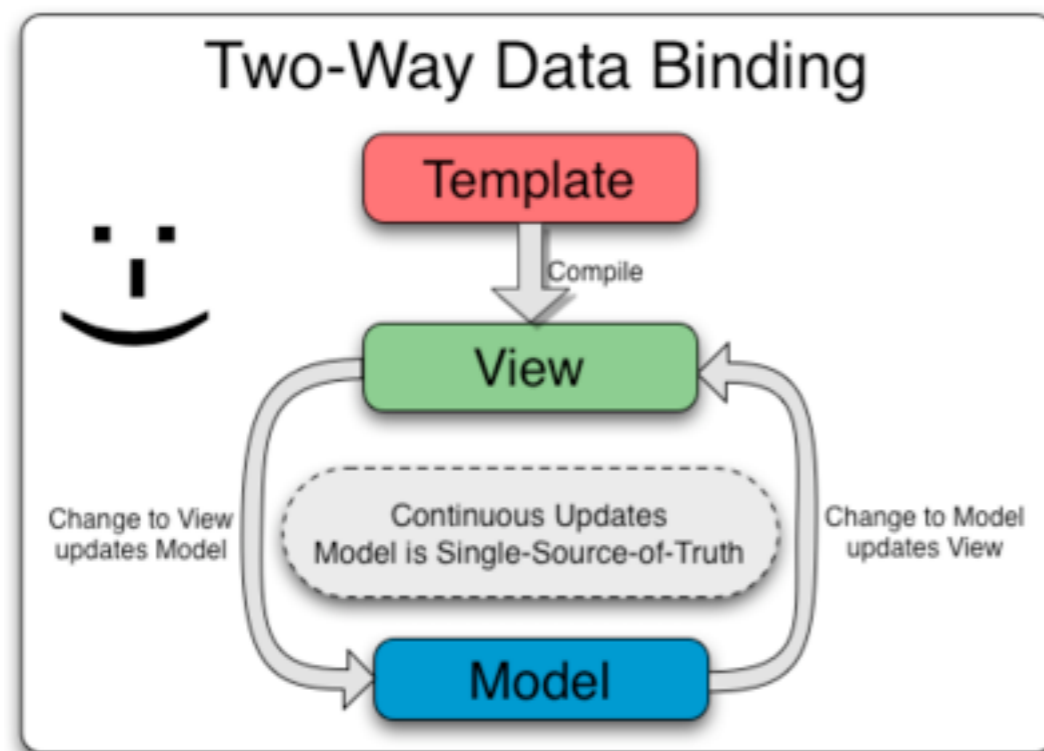 Two-Way Data Binding
Template
Compile
View
Change to View
updates Model
Continuous Updates
Model is Single-Source-of-Truth
Change to Model
updates View
Model